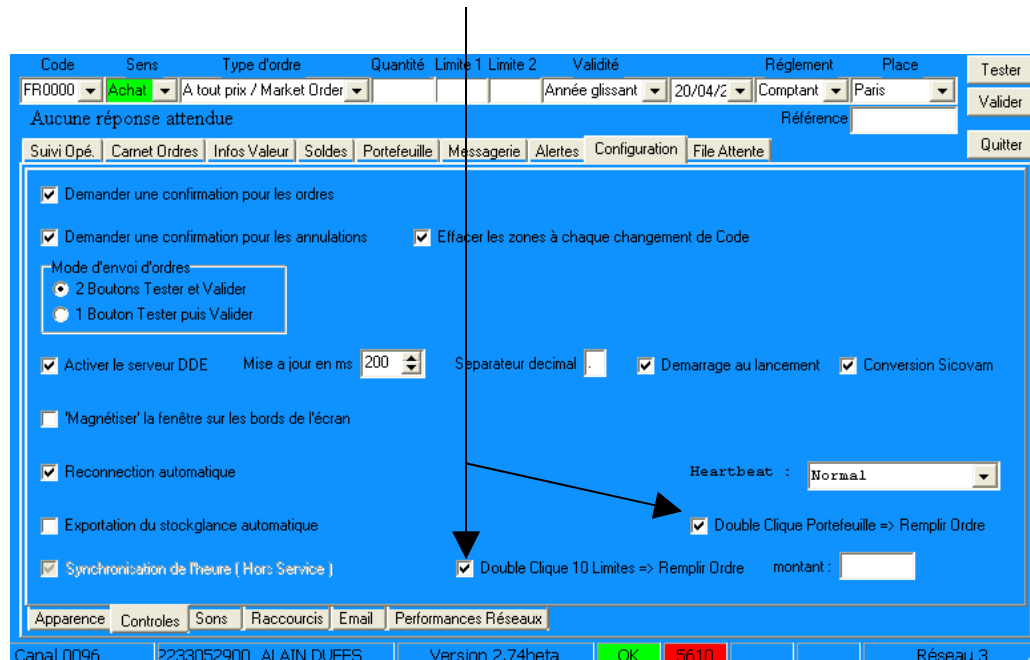 Code Sens Type d'ordre Quantité Limite 1 Limite 2 Validité Réglement Place
FR0000 Achat A tout prix / Market Order Année glissant 20/04/2 Comptant Paris
Tester
Valider
Quitter
Aucune réponse attendue Référence
Suivi Opé. Carnet Ordres Infos Valeur Soldes Portefeuille Messagerie Alertes Configuration File Attente
Demander une confirmation pour les ordres
Demander une confirmation pour les annulations Effacer les zones à chaque changement de Code
Mode d'envoi d'ordres
2 Boutons Tester et Valider
1 Bouton Tester puis Valider
Activer le serveur DDE Mise a jour en ms 200 Separateur decimal . Demarrage au lancement Conversion Sicovam
'Magnétiser' la fenêtre sur les bords de l'écran
Reconnection automatique Heartbeat : Normal
Exportation du stockglance automatique Double Clique Portefeuille => Remplir Ordre
Synchronisation de l'heure ( Hors Service ) Double Clique 10 Limites => Remplir Ordre montant :
Apparence Controles Sons Raccourcis Email Performances Réseaux
Canal 0096 2233052900 ALAIN Version 2.74beta OK 5610 Réseau 3